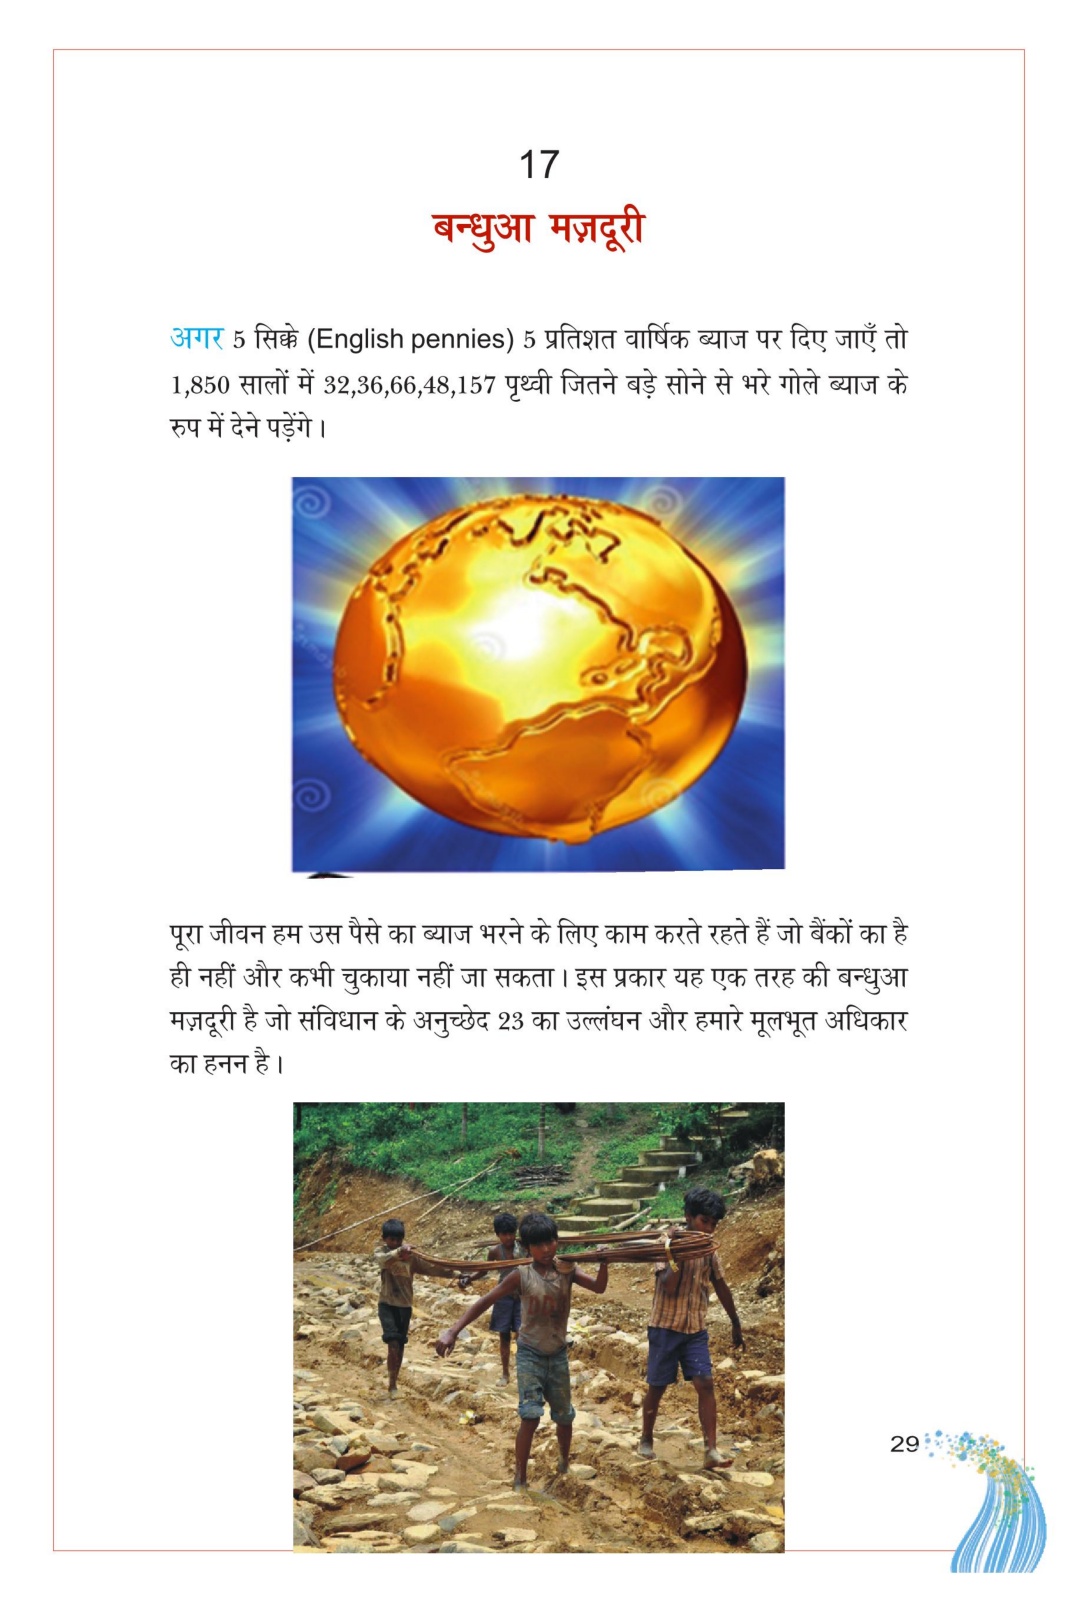 17
बन्धुआ मज़दूरी
अगर 5 सिक्के (English pennies) 5 प्रतिशत वार्षिक ब्याज पर दिए जाएँ तो
1,850 सालों में 32,36,66,48,157 पृथ्वी जितने बड़े सोने से भरे गोले ब्याज के
रुप में देने पड़ेंगे।
पूरा जीवन हम उस पैसे का ब्याज भरने के लिए काम करते रहते हैं जो बैंकों का है
ही नहीं और कभी चुकाया नहीं जा सकता। इस प्रकार यह एक तरह की बन्धुआ
मज़दूरी है जो संविधान के अनुच्छेद 23 का उल्लंघन और हमारे मूलभूत अधिकार
का हनन है।
29